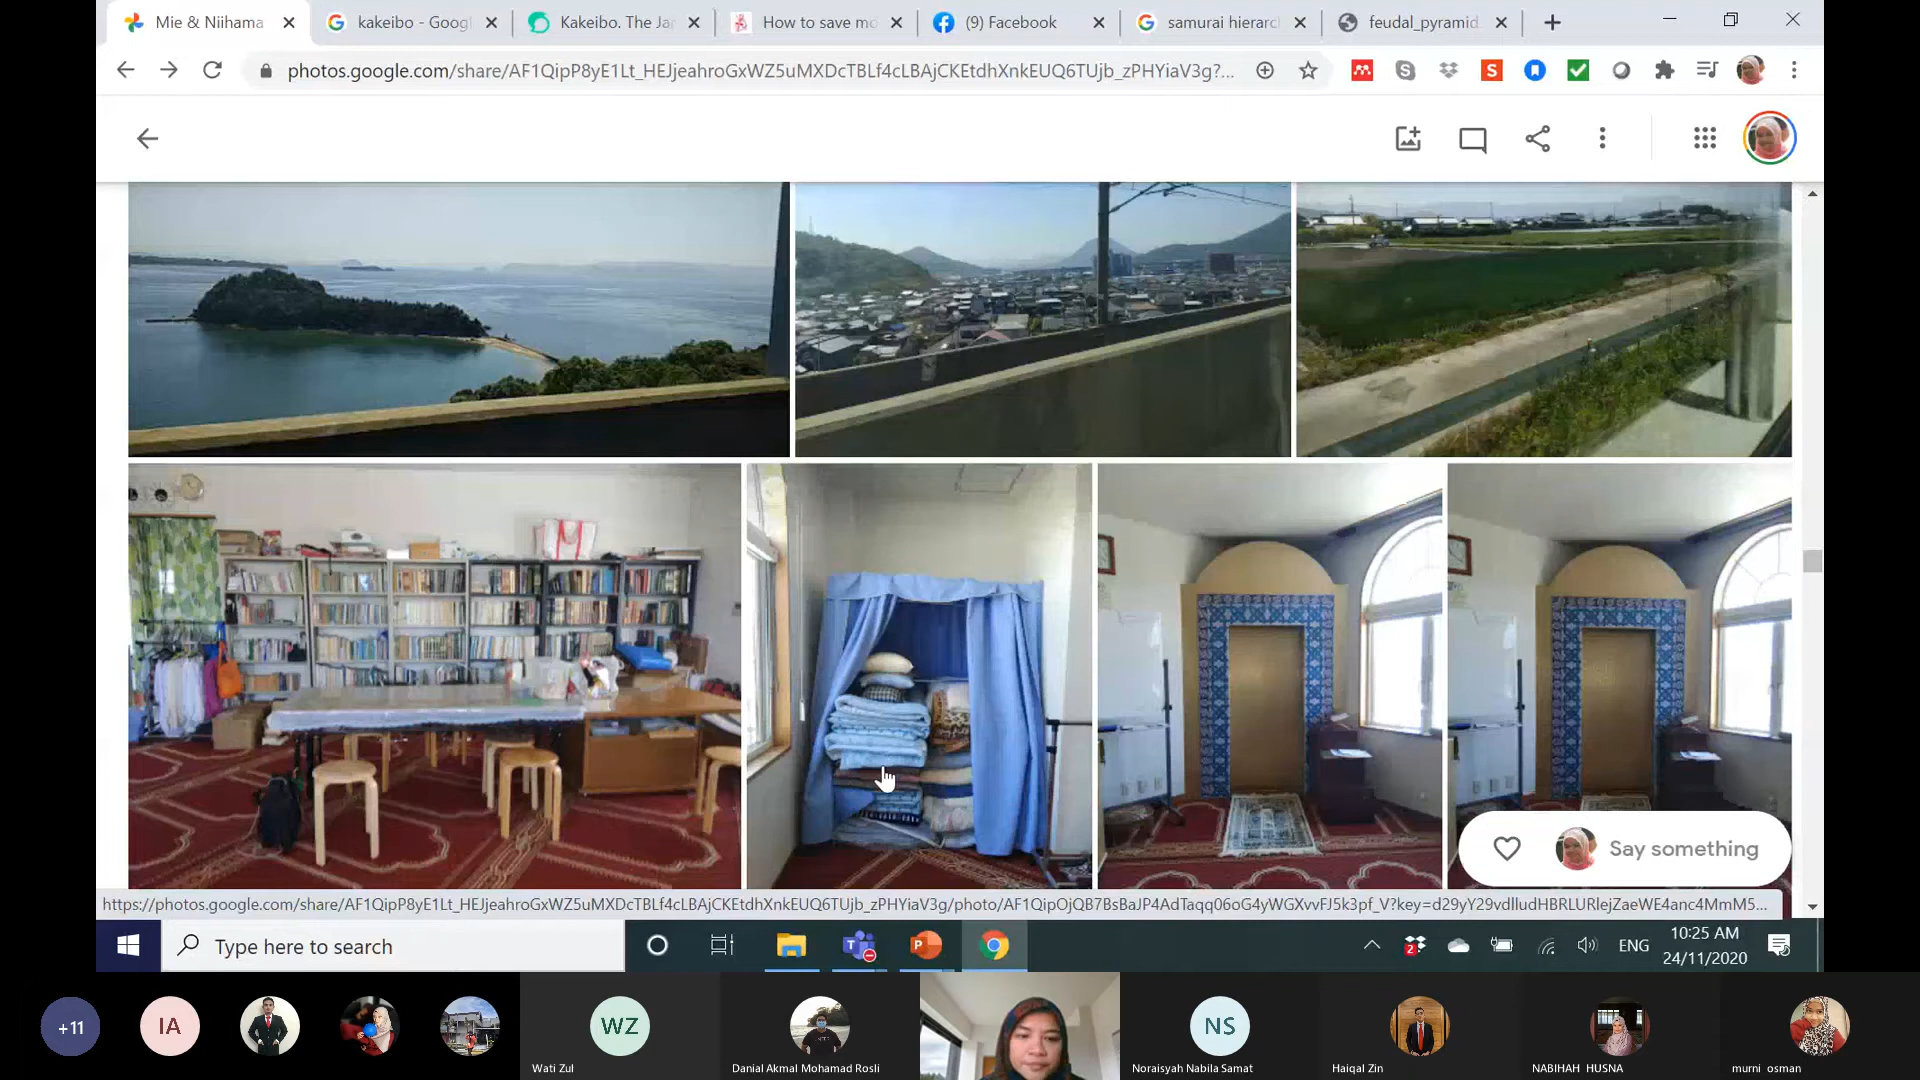 Mie & Niihama
kakeibo - Goog
Kakeibo. The Ja
How to save mo
(9) Facebook
samurai hierarc
feudal_pyramid
photos.google.com/share/AF1QipP8yE1Lt_HEJjeahroGxWZ5uMXDcTBLf4cLBAjCKEtdhXnkEUQ6TUjb_zPHYiaV3g?...
Say something
https://photos.google.com/share/AF1QipP8yE1Lt_HEJjeahroGxWZ5uMXDcTBLf4cLBAjCKEtdhXnkEUQ6TUjb_zPHYiaV3g/photo/AF1QipOjQB7BsBaJP4AdTaqq06oG4yWGXvvFJ5k3pf_V?key=d29yY29vdlludHBRLURlejZaeWE4anc4MmM5...
Type here to search
2
ENG
10:25 AM
24/11/2020
+11
IA
WZ
NS
Wati Zul
Danial Akmal Mohamad Rosli
Noraisyah Nabila Samat
Haiqal Zin
NABIHAH HUSNA
murni osman